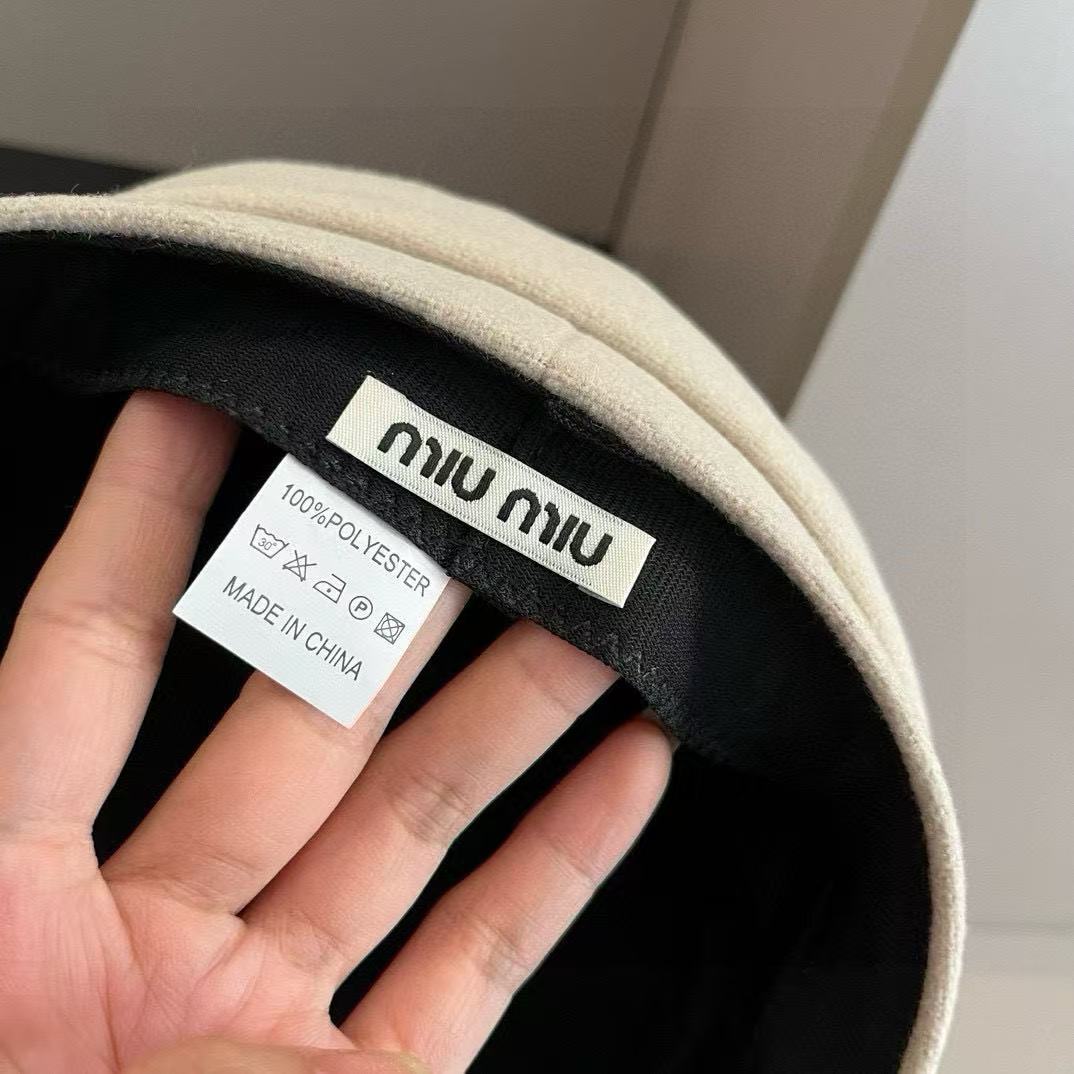 miu miu
100%POLYESTER
30°
P
MADE IN CHINA